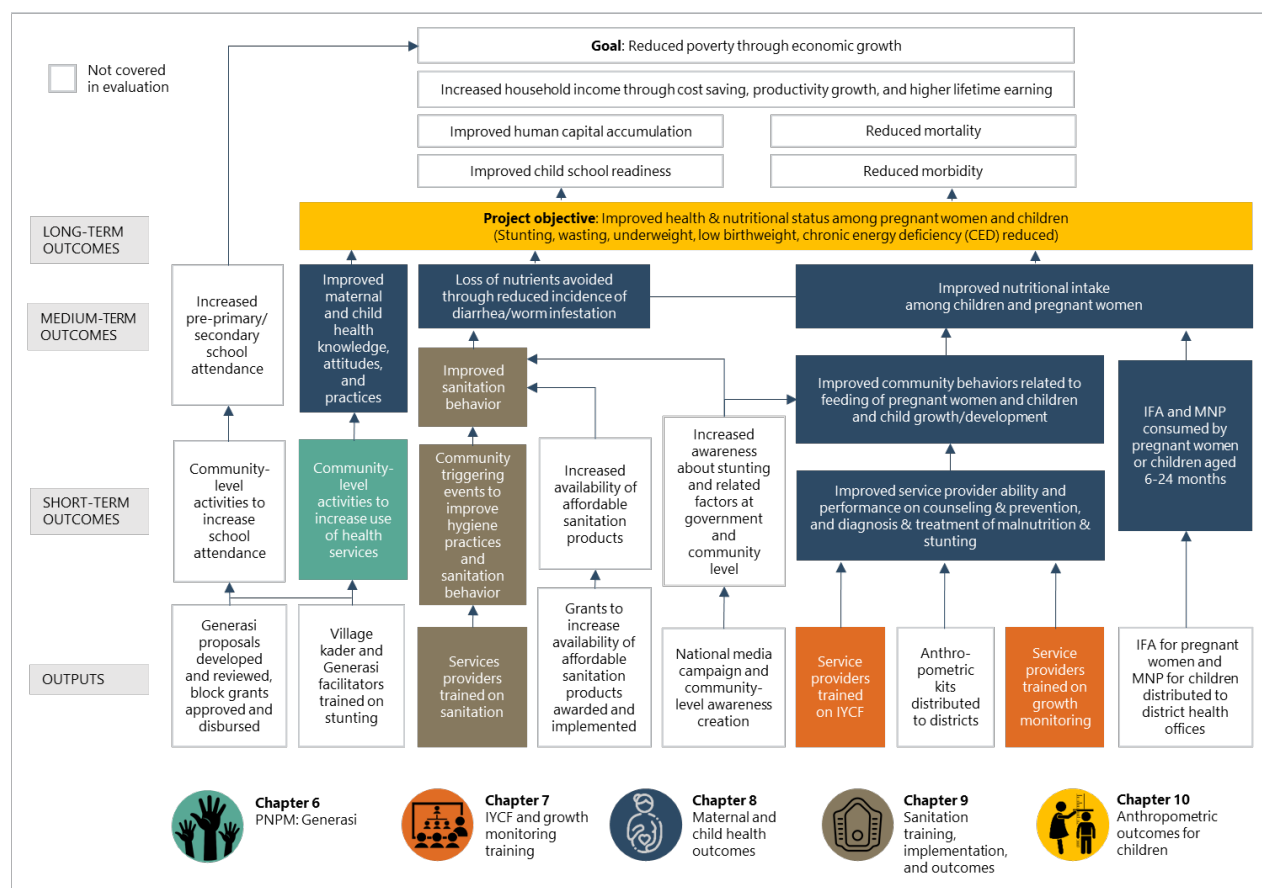 Goal: Reduced poverty through economic growth
Not covered
in evaluation
Increased household income through cost saving, productivity growth, and higher lifetime earning
Improved human capital accumulation
Reduced mortality
Improved child school readiness
Reduced morbidity
LONG-TERM
OUTCOMES
Project objective: Improved health & nutritional status among pregnant women and children
(Stunting, wasting, underweight, low birthweight, chronic energy deficiency (CED) reduced)
MEDIUM-TERM
OUTCOMES
Increased
pre-primary/
secondary
school
attendance
Improved
maternal
and child
health
knowledge,
attitudes,
and
practices
Loss of nutrients avoided
through reduced incidence of
diarrhea/worm infestation
Improved nutritional intake
among children and pregnant women
Improved
sanitation
behavior
Improved community behaviors related to
feeding of pregnant women and children
and child growth/development
IFA and MNP
consumed by
pregnant women
or children aged
6-24 months
SHORT-TERM
OUTCOMES
Community-
level
activities to
increase
school
attendance
Community-
level
activities to
increase use
of health
services
Community
triggering
events to
improve
hygiene
practices
and
sanitation
behavior
Increased
availability of
affordable
sanitation
products
Increased
awareness
about stunting
and related
factors at
government
and
community
level
Improved service provider ability and
performance on counseling & prevention,
and diagnosis & treatment of malnutrition &
stunting
OUTPUTS
Generasi
proposals
developed
and reviewed,
block grants
approved and
disbursed
Village
kader and
Generasi
facilitators
trained on
stunting
Services
providers
trained on
sanitation
Grants to
increase
availability of
affordable
sanitation
products
awarded and
implemented
National media
campaign and
community-
level awareness
creation
Service
providers
trained
on IYCF
Anthro-
pometric
kits
distributed
to districts
Service
providers
trained on
growth
monitoring
IFA for pregnant
women and
MNP for children
distributed to
district health
offices
Chapter 6
PNPM: Generasi
Chapter 7
IYCF and growth
monitoring
training
Chapter 8
Maternal and
child health
outcomes
Chapter 9
Sanitation
training,
implementation,
and outcomes
Chapter 10
Anthropometric
outcomes for
children